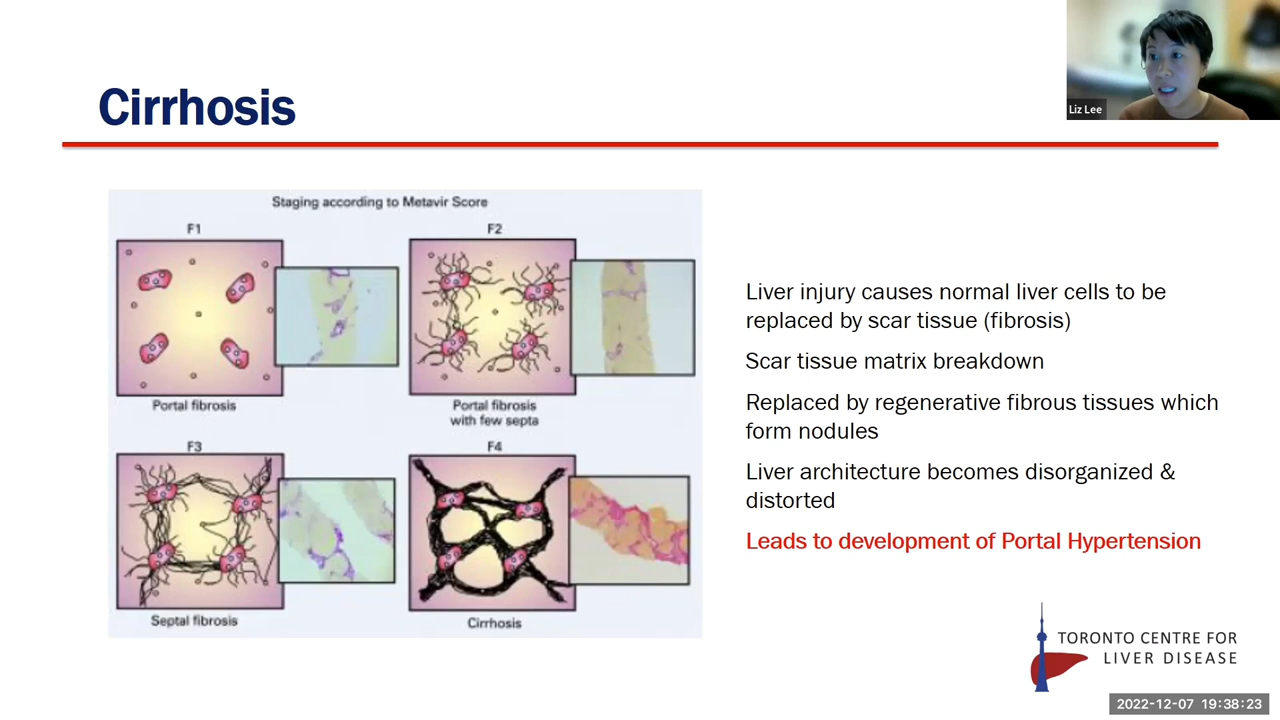 Cirrhosis
Liz Lee
Staging according to Metavir Score
F1
F2
Portal fibrosis
Portal fibrosis
with few septa
F3
F4
Septal fibrosis
Cirrhosis
Liver injury causes normal liver cells to be
replaced by scar tissue (fibrosis)
Scar tissue matrix breakdown
Replaced by regenerative fibrous tissues which
form nodules
Liver architecture becomes disorganized &
distorted
Leads to development of Portal Hypertension
TORONTO CENTRE FOR
LIVER DISEASE
2022-12-07 19:38:23